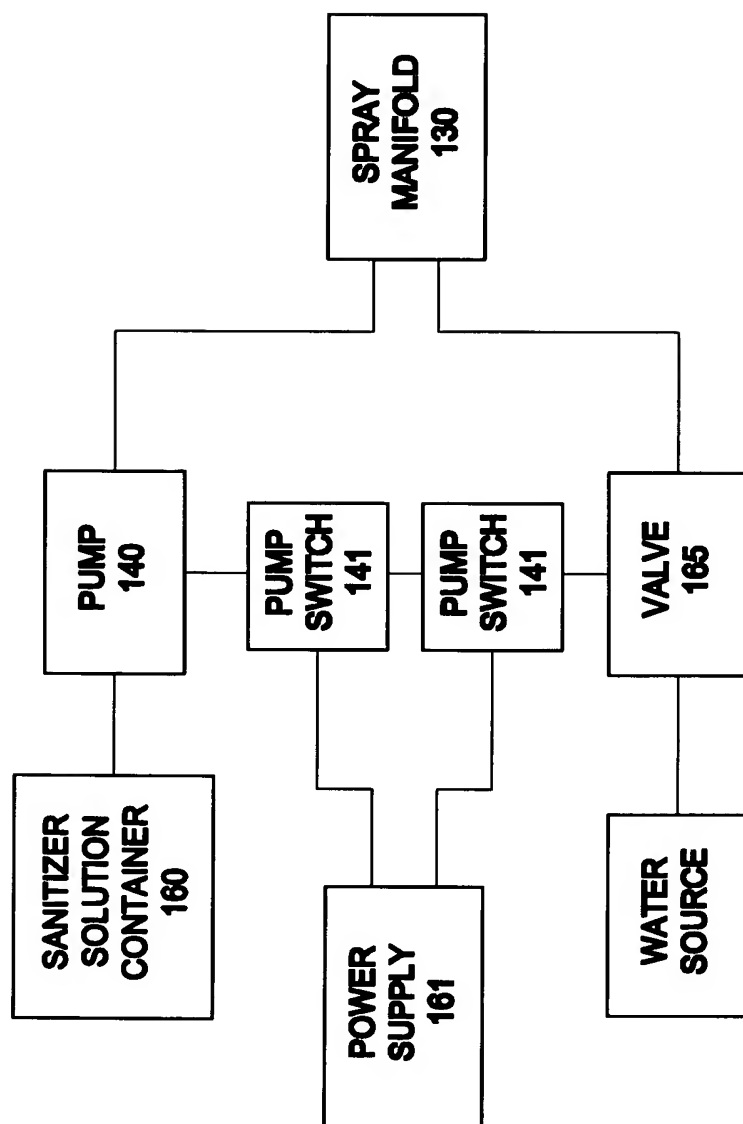 SANITIZER
SOLUTION
CONTAINER
160
PUMP
140
SPRAY
MANIFOLD
130
PUMP
SWITCH
141
PUMP
SWITCH
141
POWER
SUPPLY
161
WATER
SOURCE
VALVE
165